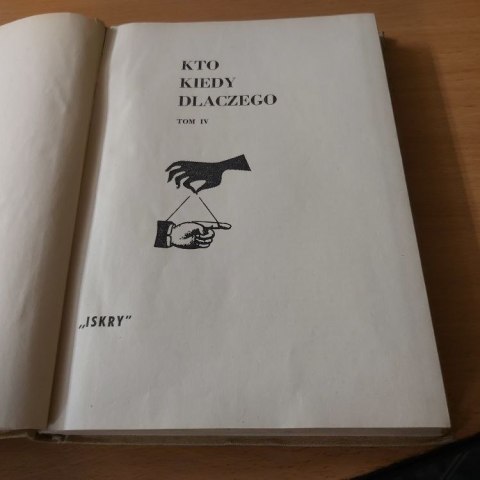 KTO
KIEDY
DLACZEGO
TOM IV
„ISKRY”